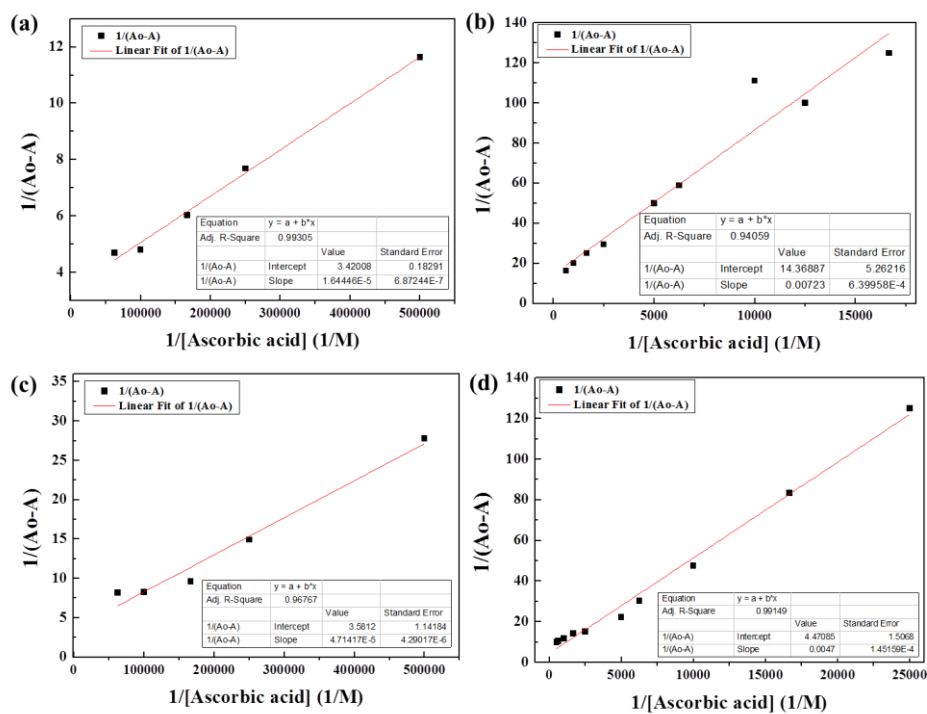 (a)
1/(Ao-A)
Linear Fit of 1/(Ao-A)
12
10
8
6
4
1/(Ao-A)
Equation y = a + b*x
Adj. R-Square 0.99305
Value Standard Error
1/(Ao-A) Intercept 3.42008 0.18291
1/(Ao-A) Slope 1.64446E-5 6.87244E-7
0 100000 200000 300000 400000 500000
1/[Ascorbic acid] (1/M)
(b)
1/(Ao-A)
Linear Fit of 1/(Ao-A)
140
120
100
80
60
40
20
0
1/(Ao-A)
Equation y = a + b*x
Adj. R-Square 0.94059
Value Standard Error
1/(Ao-A) Intercept 14.36887 5.26216
1/(Ao-A) Slope 0.00723 6.39958E-4
0 5000 10000 15000
1/[Ascorbic acid] (1/M)
(c)
1/(Ao-A)
Linear Fit of 1/(Ao-A)
35
30
25
20
15
10
5
0
1/(Ao-A)
Equation y = a + b*x
Adj. R-Square 0.96767
Value Standard Error
1/(Ao-A) Intercept 3.5812 1.14184
1/(Ao-A) Slope 4.71417E-5 4.29017E-6
0 100000 200000 300000 400000 500000
1/[Ascorbic acid] (1/M)
(d)
1/(Ao-A)
Linear Fit of 1/(Ao-A)
140
120
100
80
60
40
20
0
1/(Ao-A)
Equation y = a + b*x
Adj. R-Square 0.99149
Value Standard Error
1/(Ao-A) Intercept 4.47085 1.5068
1/(Ao-A) Slope 0.0047 1.45159E-4
0 5000 10000 15000 20000 25000
1/[Ascorbic acid] (1/M)